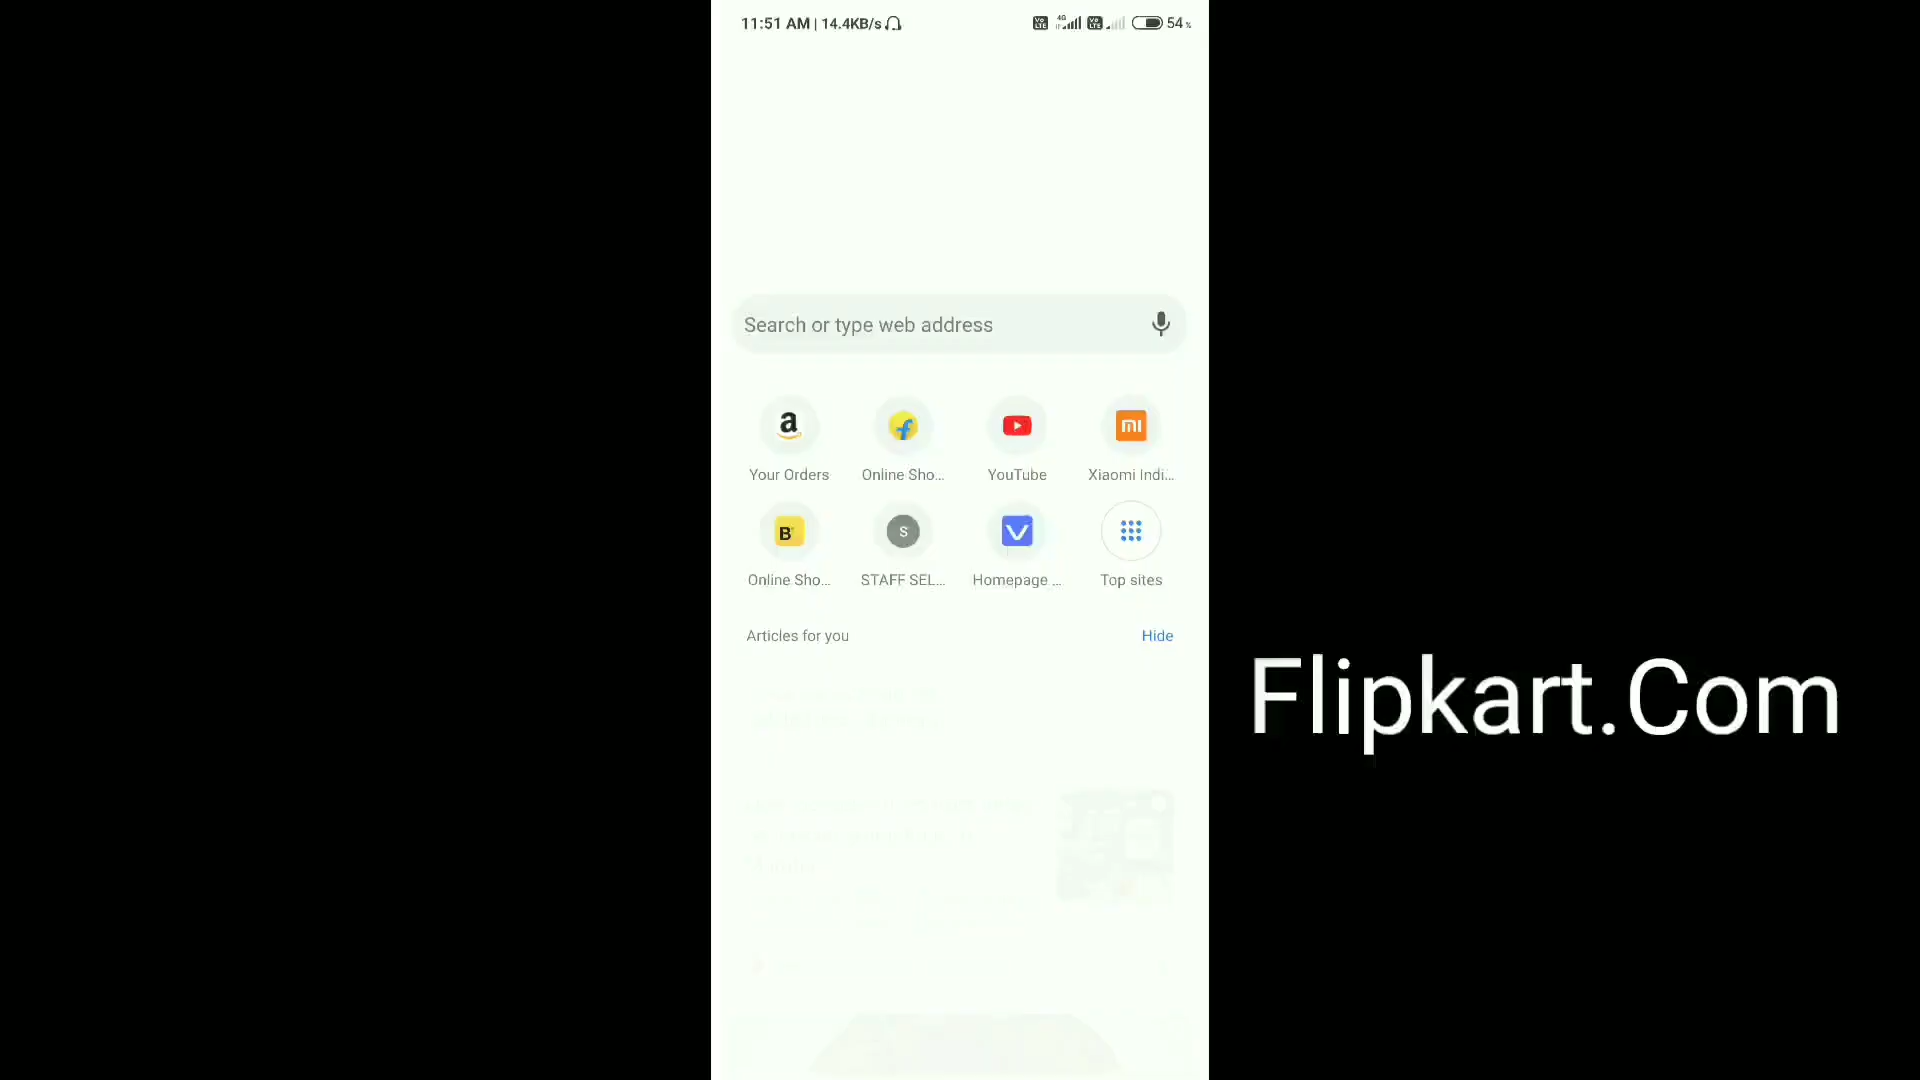 11:51 AM | 14.4KB/s
4G
54%
Search or type web address
Your Orders
Online Sho...
YouTube
Xiaomi Indi...
Online Sho...
STAFF SEL...
Homepage ...
Top sites
Articles for you
Hide
Flipkart.Com